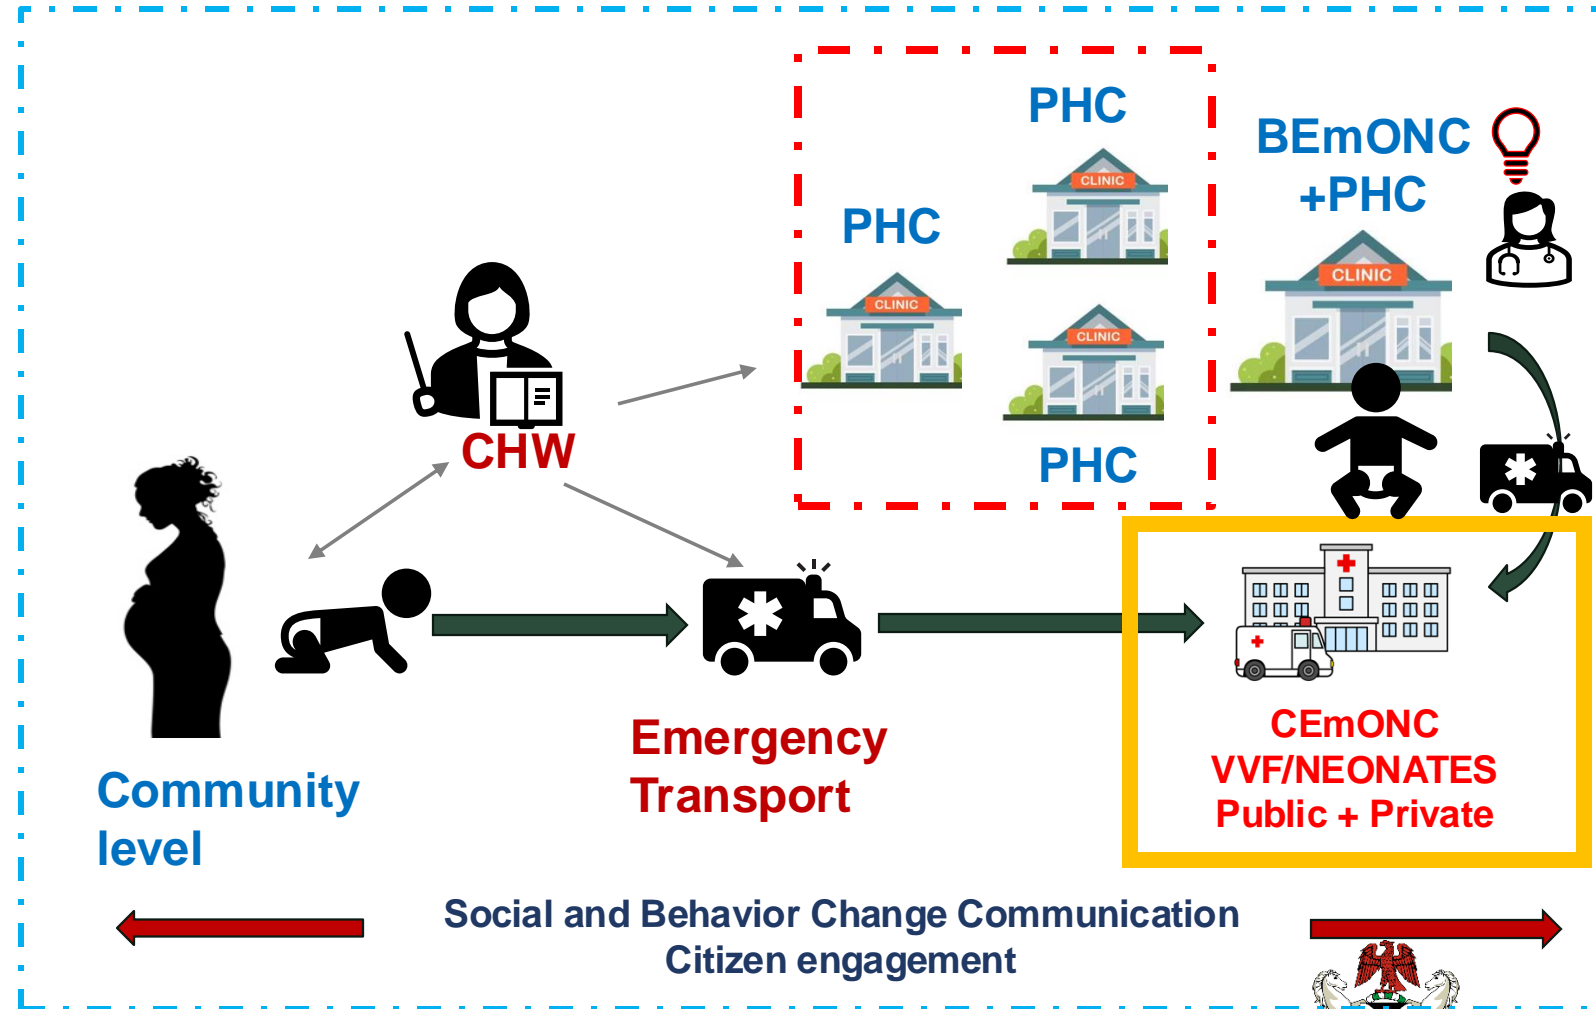 PHC
CLINIC
PHC
CLINIC
CLINIC
PHC
BEmONC
+PHC
CLINIC
CHW
Community
level
Emergency
Transport
CEmONC
VVF/NEONATES
Public + Private
Social and Behavior Change Communication
Citizen engagement